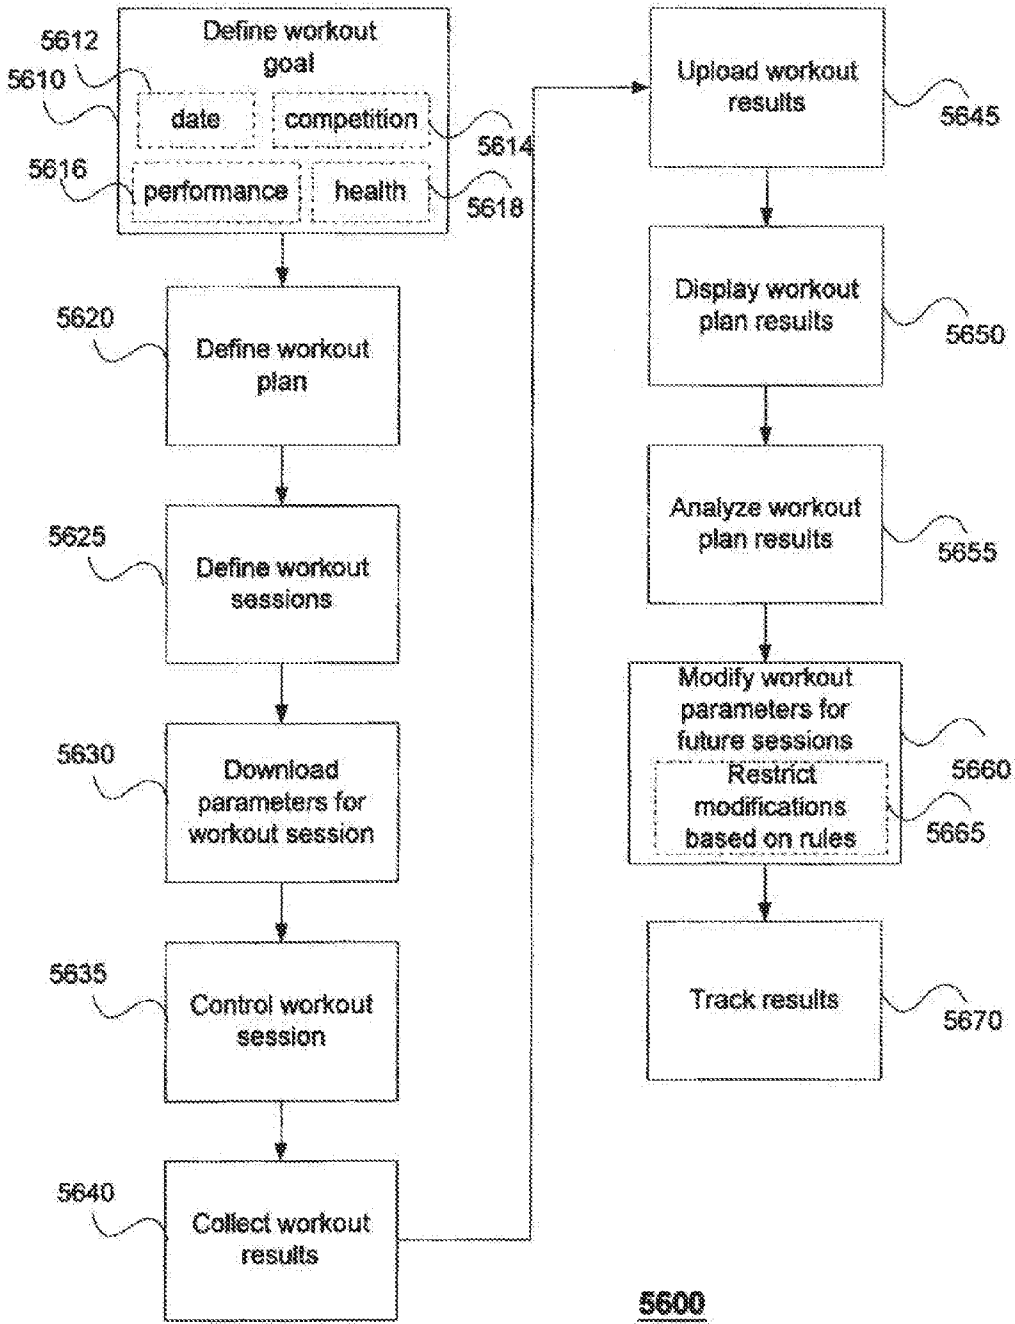 Define workout
goal
5612
5610
date
competition
5614
5616
performance
health
5618
5620
Define workout
plan
5625
Define workout
sessions
5630
Download
parameters for
workout session
5635
Control workout
session
5640
Collect workout
results
Upload workout
results
5645
Display workout
plan results
5650
Analyze workout
plan results
5655
Modify workout
parameters for
future sessions
5660
Restrict
modifications
based on rules
5665
Track results
5670
5600